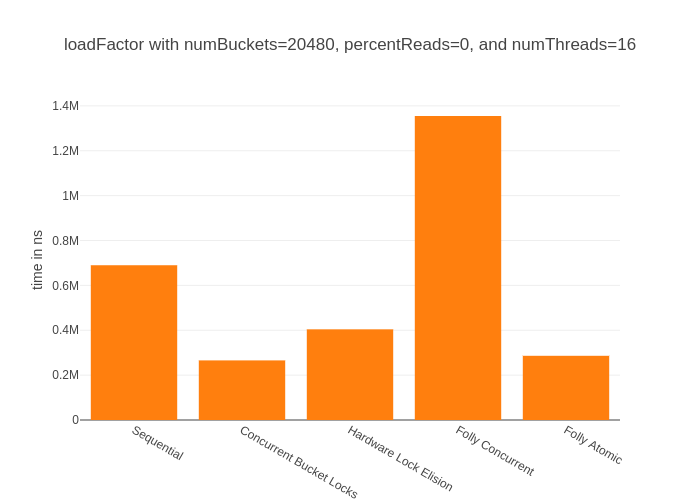 loadFactor with numBuckets=20480, percentReads=0, and numThreads=16
time in ns
1.4M
1.2M
1M
0.8M
0.6M
0.4M
0.2M
0
Sequential
Concurrent Bucket Locks
Hardware Lock Elision
Folly Concurrent
Folly Atomic